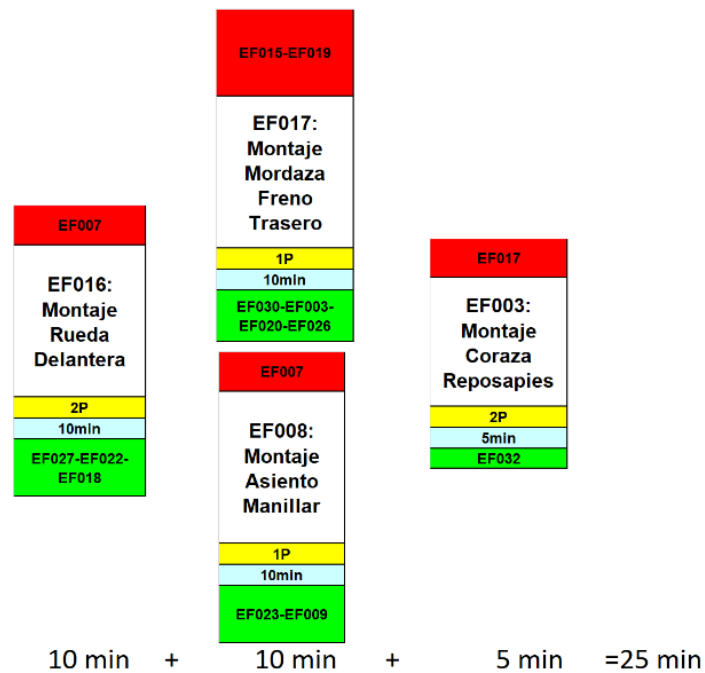 EF007
EF016:
Montaje
Rueda
Delantera
2P
10min
EF027-EF022-
EF018
EF015-EF019
EF017:
Montaje
Mordaza
Freno
Trasero
1P
10min
EF030-EF003-
EF020-EF026
EF007
EF008:
Montaje
Asiento
Manillar
1P
10min
EF023-EF009
EF017
EF003:
Montaje
Coraza
Reposapies
2P
5min
EF032
10 min + 10 min + 5 min =25 min